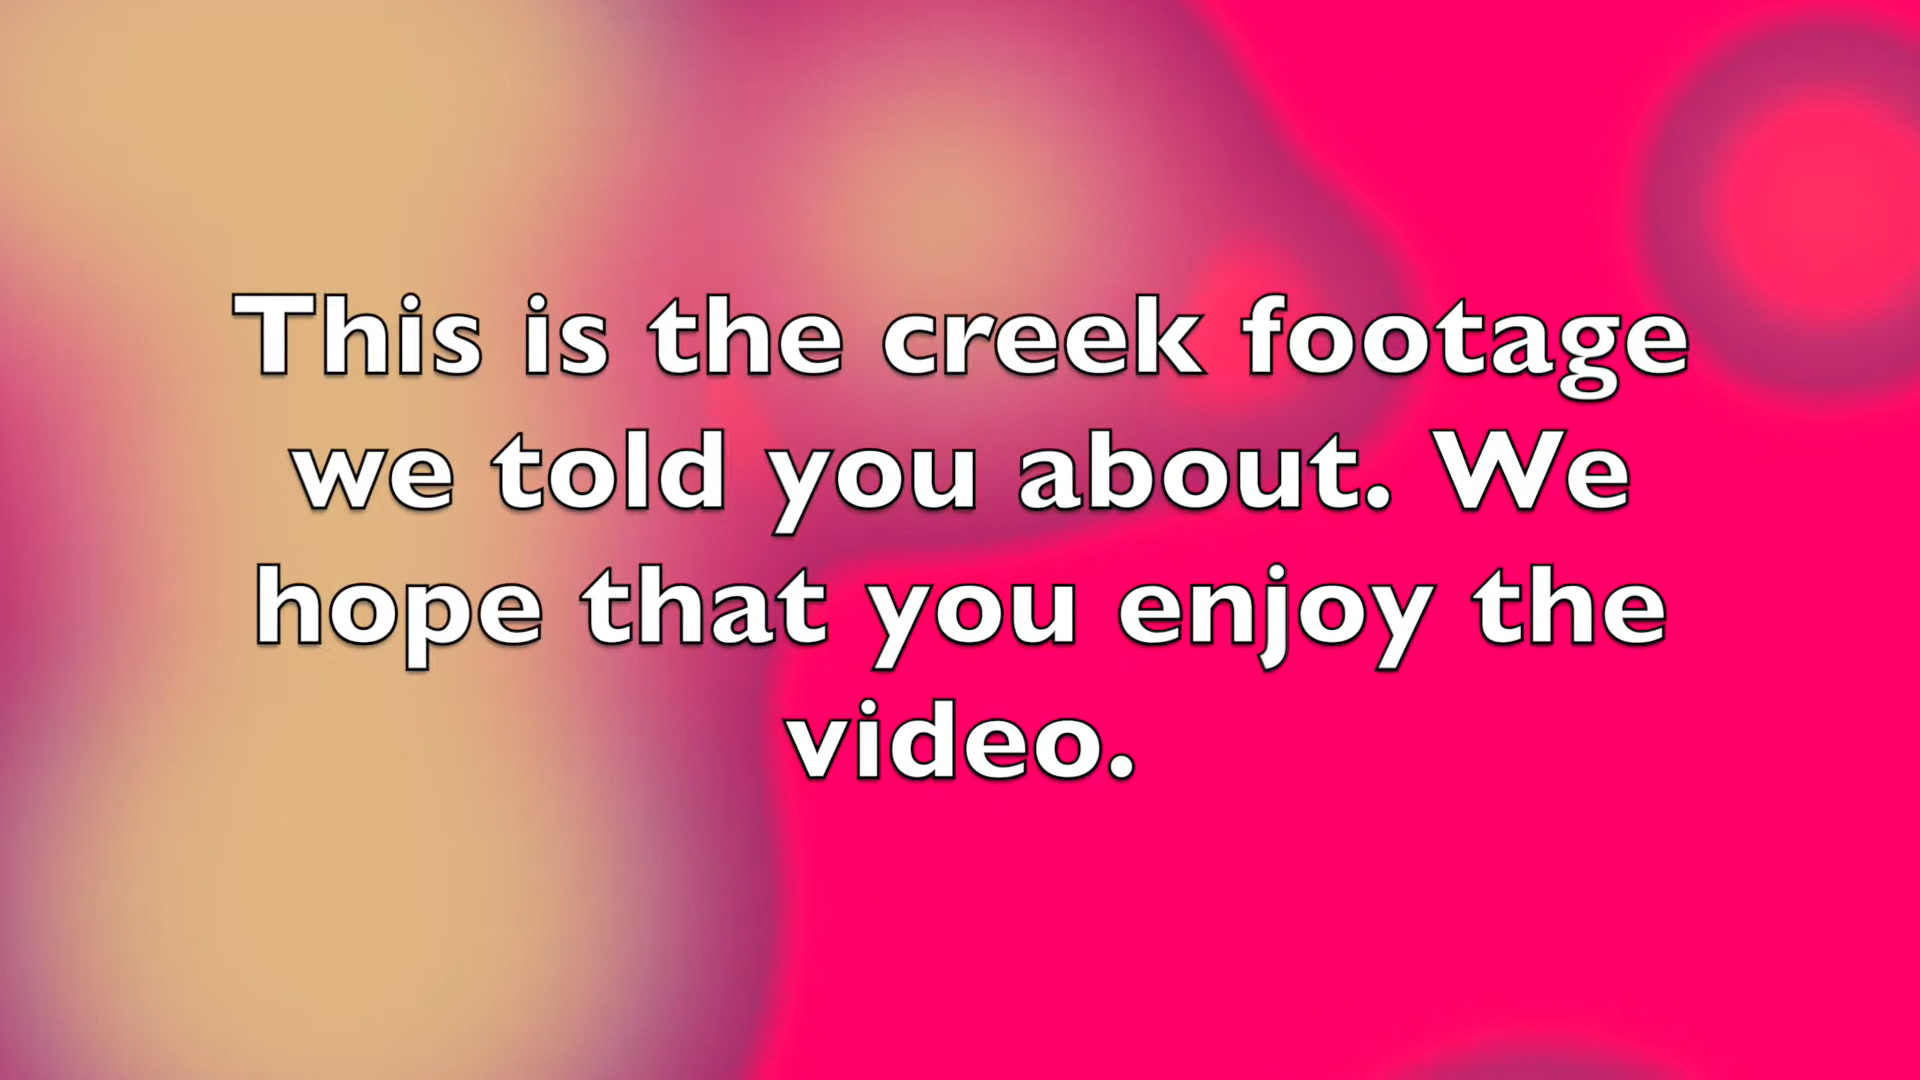 This is the creek footage
we told you about. We
hope that you enjoy the
video.